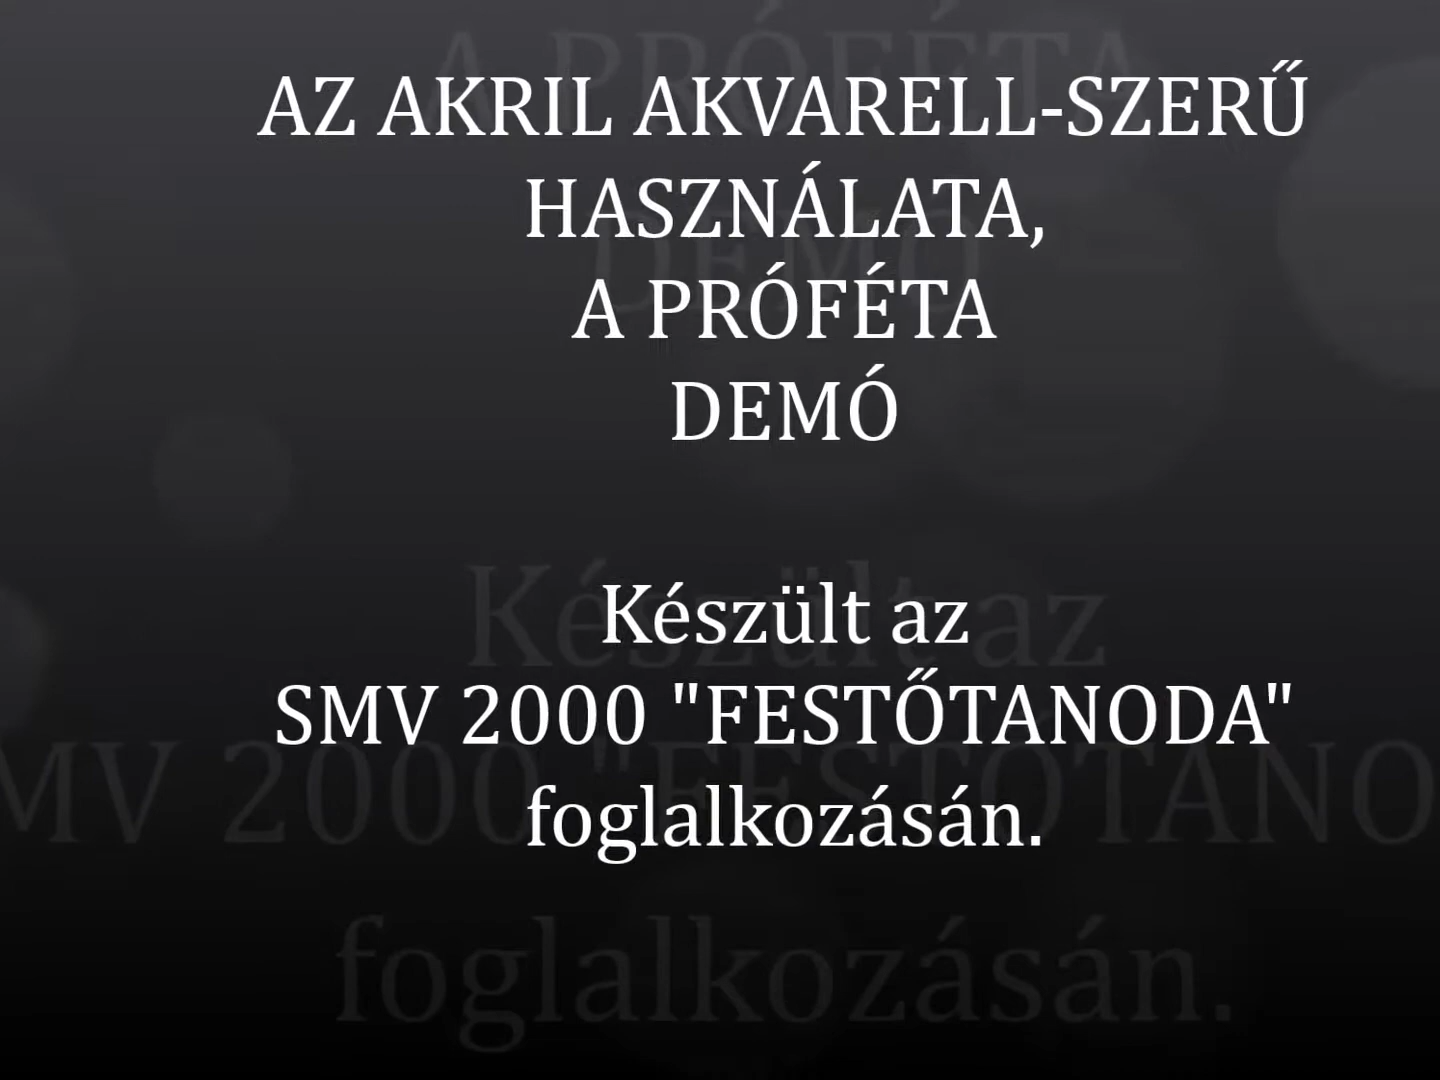 AZ AKRIL AKVARELL-SZERŰ
HASZNÁLATA,
A PRÓFÉTA
DEMÓ
Készült az
SMV 2000 "FESTŐTANODA"
foglalkozásán.